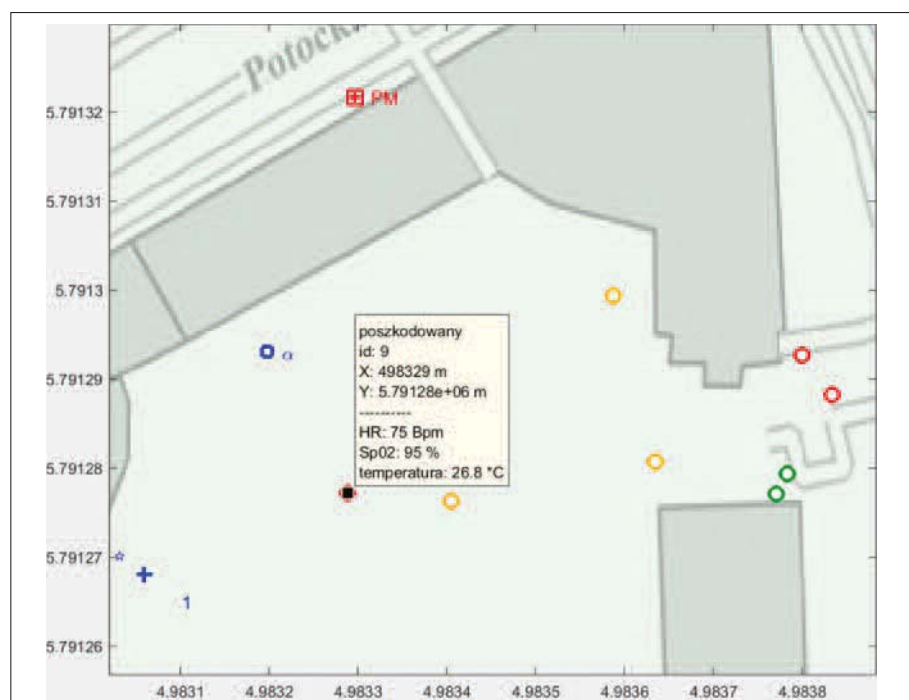 Potocka
5.79132
PM
5.79131
5.7913
poszkodowany
id: 9
X: 498329 m
Y: 5.79128e+06 m
----------
HR: 75 Bpm
Sp02: 95 %
temperatura: 26.8 °C
5.79129
α
5.79128
5.79127
1
5.79126
4.9831 4.9832 4.9833 4.9834 4.9835 4.9836 4.9837 4.9838